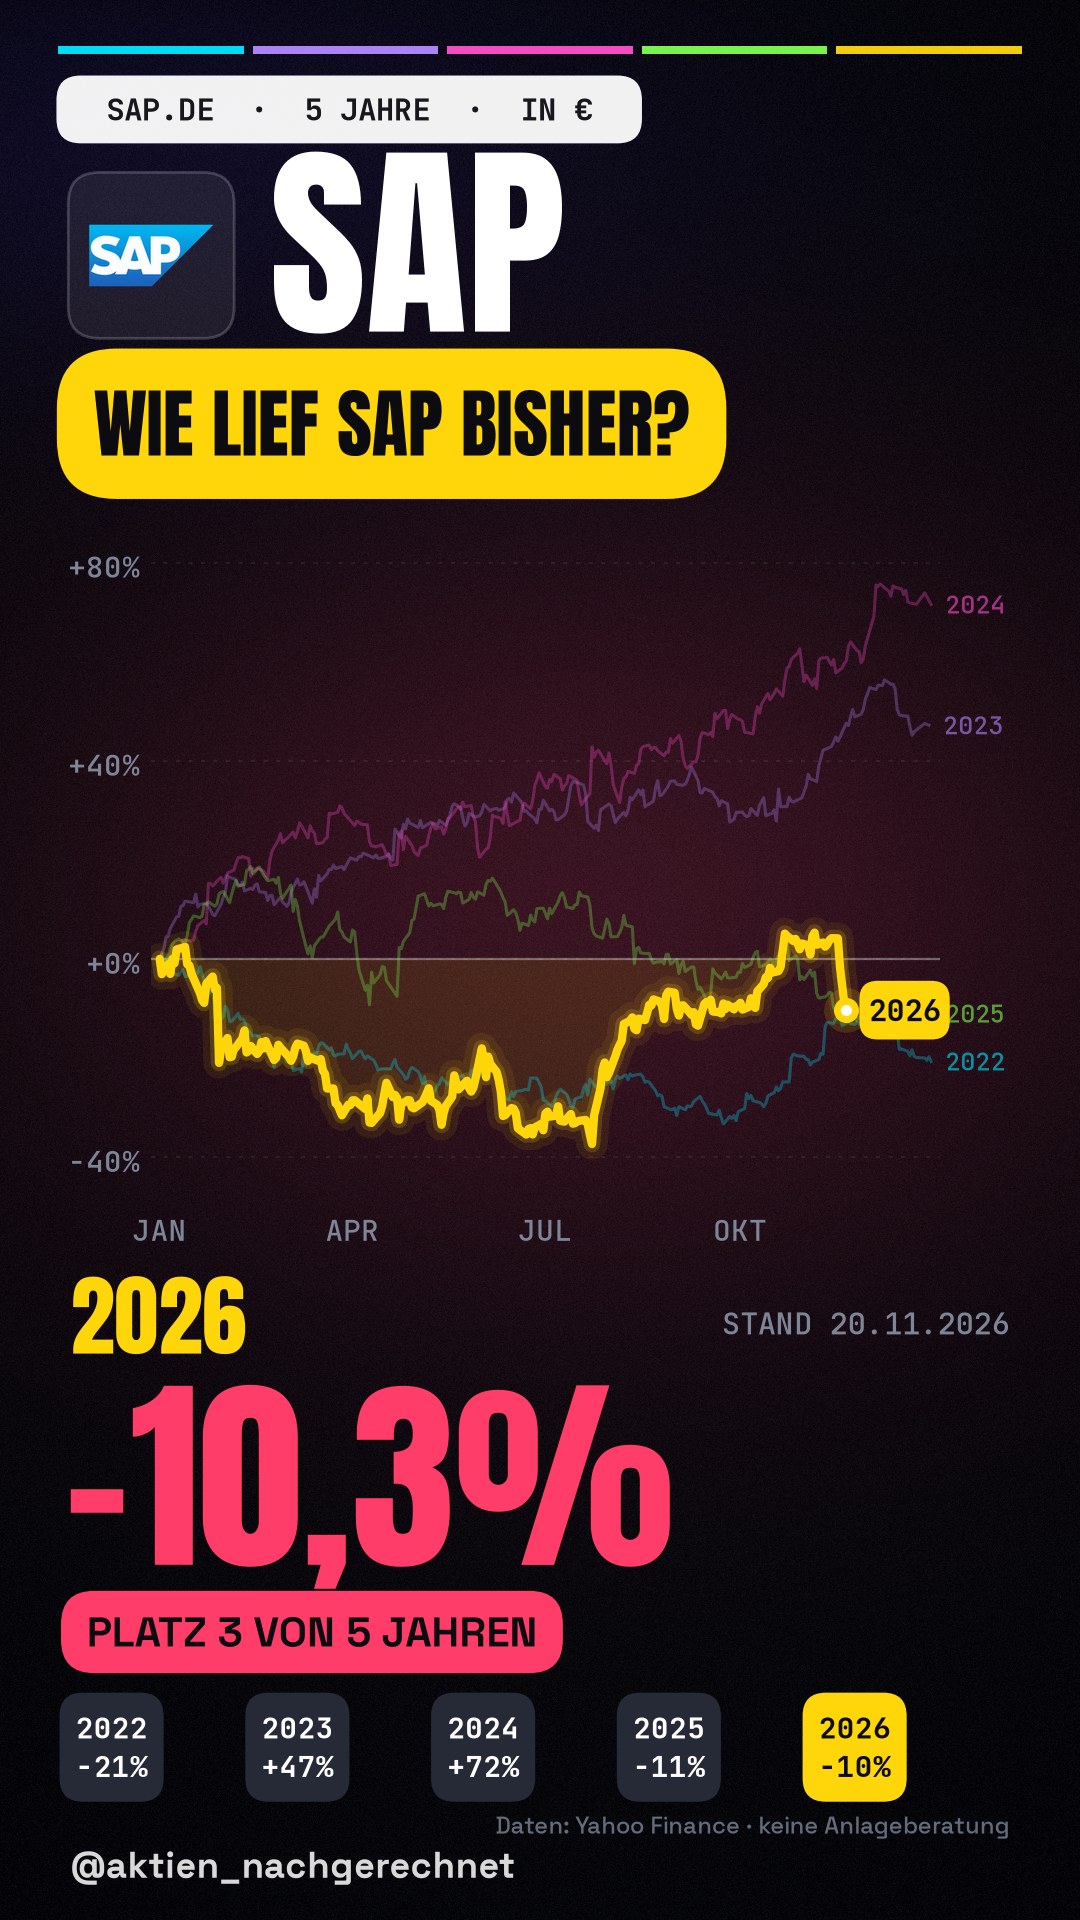 SAP.DE · 5 JAHRE · IN €
SAP
SAP
WIE LIEF SAP BISHER?
+80%
2024
2023
+40%
+0%
2026
2025
2022
-40%
JAN APR JUL OKT
2026
STAND 20.11.2026
-10,3%
PLATZ 3 VON 5 JAHREN
2022 2023 2024 2025 2026
-21% +47% +72% -11% -10%
Daten: Yahoo Finance · keine Anlageberatung
@aktien_nachgerechnet